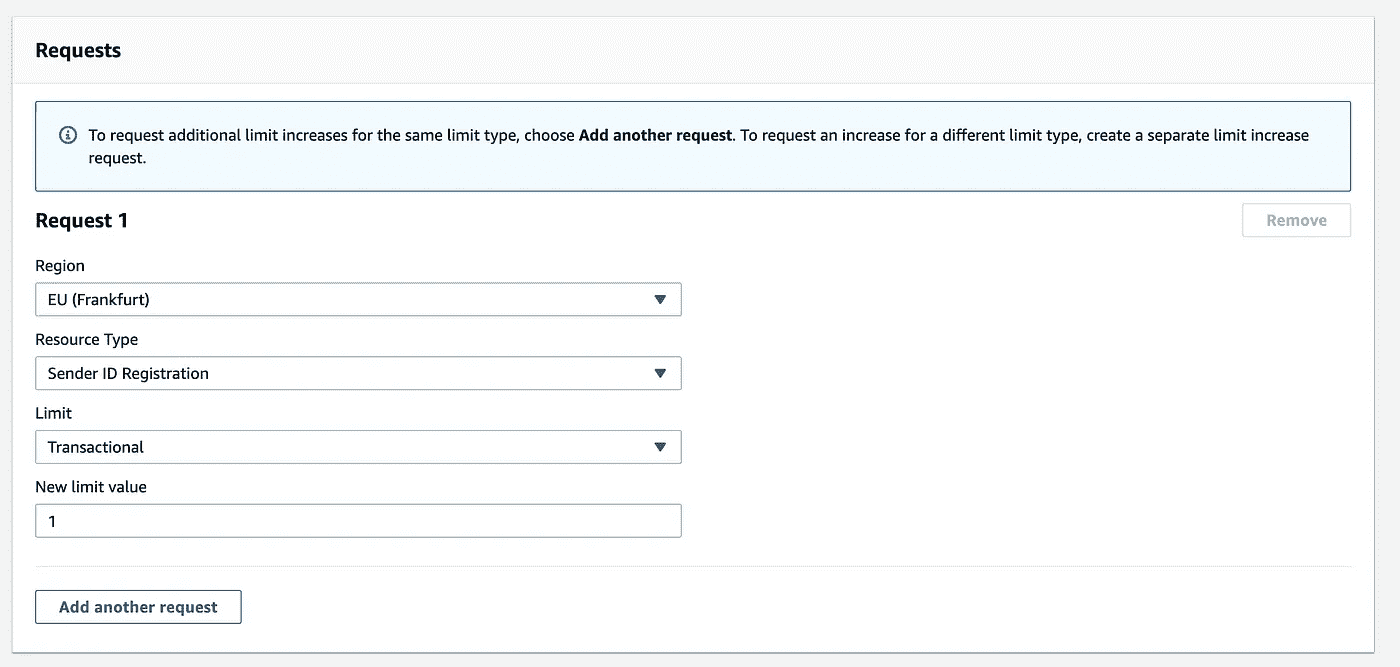 Requests
To request additional limit increases for the same limit type, choose Add another request. To request an increase for a different limit type, create a separate limit increase
request.
Request 1
Remove
Region
EU (Frankfurt)
Resource Type
Sender ID Registration
Limit
Transactional
New limit value
1
Add another request